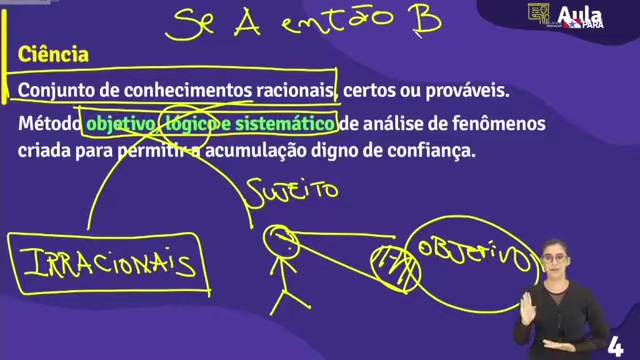 SE A ENTÃO B
Aula
PARÁ
Ciência
Conjunto de conhecimentos racionais, certos ou prováveis.
Método objetivo, lógico e sistemático de análise de fenômenos
criada para permitir a acumulação digno de confiança.
SUJEITO
IRRACIONAIS
OBJETIVO
4